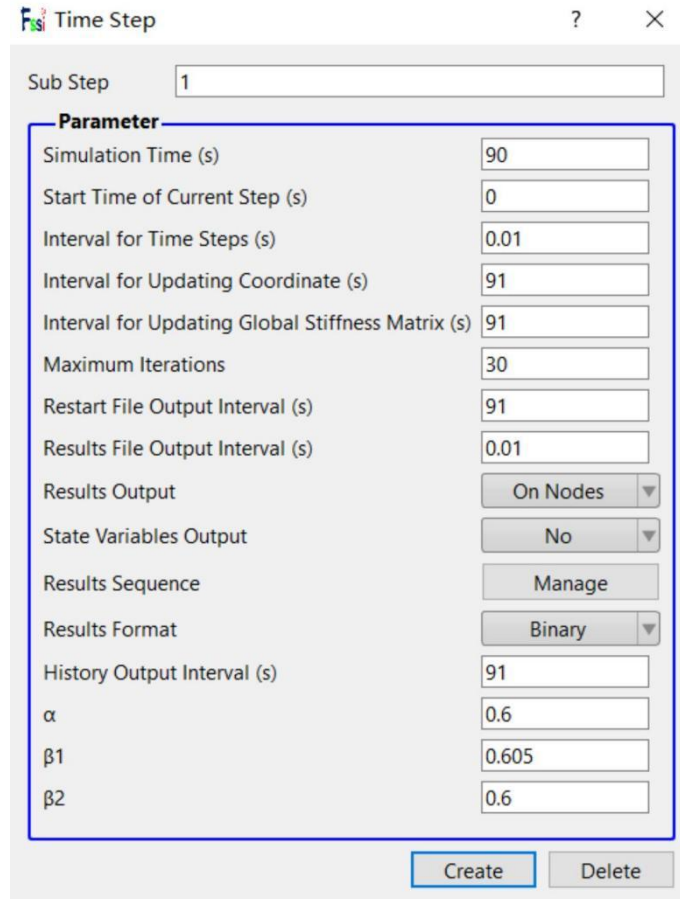 Fssi Time Step ? ×
Sub Step 1
Parameter
Simulation Time (s) 90
Start Time of Current Step (s) 0
Interval for Time Steps (s) 0.01
Interval for Updating Coordinate (s) 91
Interval for Updating Global Stiffness Matrix (s) 91
Maximum Iterations 30
Restart File Output Interval (s) 91
Results File Output Interval (s) 0.01
Results Output On Nodes
State Variables Output No
Results Sequence Manage
Results Format Binary
History Output Interval (s) 91
α 0.6
β1 0.605
β2 0.6
Create Delete